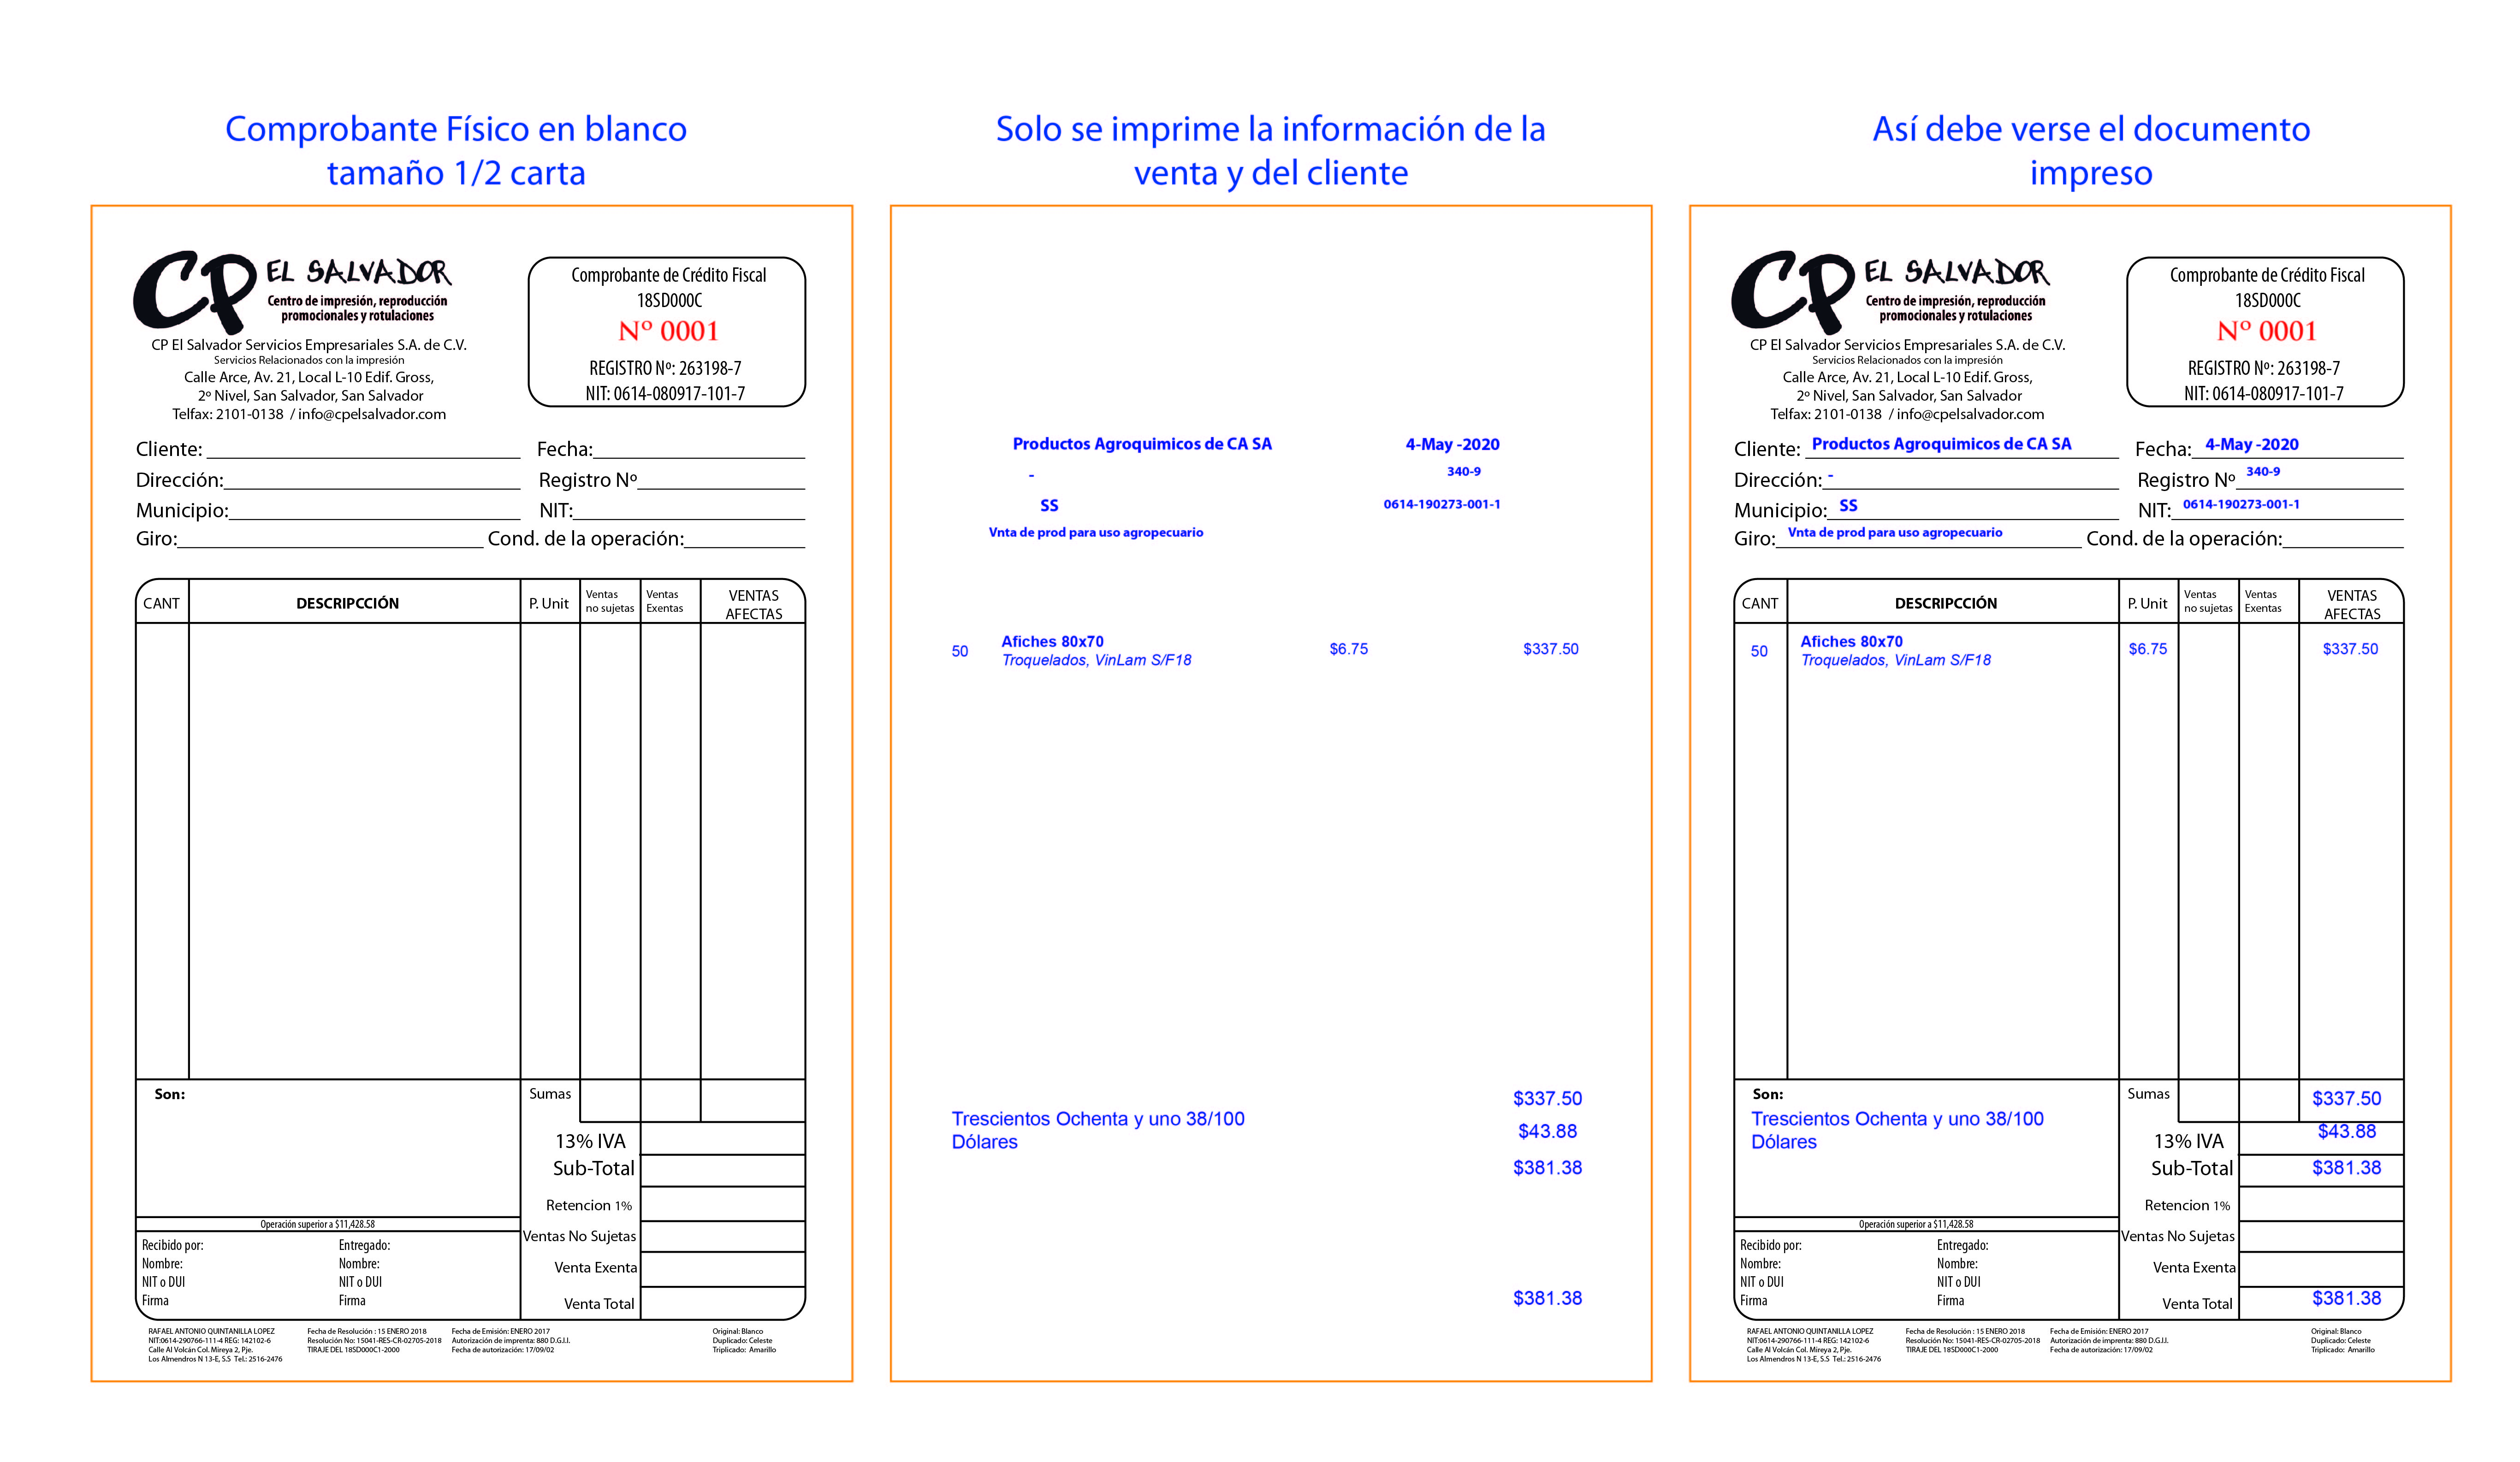 Comprobante Físico en blanco
tamaño 1/2 carta
CP EL SALVADOR
Centro de impresión, reproducción
promocionales y rotulaciones
CP El Salvador Servicios Empresariales S.A. de C.V.
Servicios Relacionados con la impresión
Calle Arce, Av. 21, Local L-10 Edif. Gross,
2º Nivel, San Salvador, San Salvador
Telfax: 2101-0138 / info@cpelsalvador.com
Comprobante de Crédito Fiscal
18SD000C
Nº 0001
REGISTRO Nº: 263198-7
NIT: 0614-080917-101-7
Cliente: Fecha:
Dirección: Registro Nº
Municipio: NIT:
Giro: Cond. de la operación:
CANT DESCRIPCCIÓN P. Unit Ventas no sujetas Ventas Exentas VENTAS AFECTAS
Son: Sumas
13% IVA
Sub-Total
Retencion 1%
Operación superior a $11,428.58
Ventas No Sujetas
Venta Exenta
Venta Total
Recibido por: Entregado:
Nombre: Nombre:
NIT o DUI NIT o DUI
Firma Firma
RAFAEL ANTONIO QUINTANILLA LOPEZ Fecha de Resolución : 15 ENERO 2018 Fecha de Emisión: ENERO 2017 Original: Blanco
NIT:0614-290766-111-4 REG: 142102-6 Resolución No: 15041-RES-CR-02705-2018 Autorización de imprenta: 880 D.G.I.I. Duplicado: Celeste
Calle Al Volcán Col. Mireya 2, Pje. TIRAJE DEL 18SD000C1-2000 Fecha de autorización: 17/09/02 Triplicado: Amarillo
Los Almendros N 13-E, S.S Tel.: 2516-2476
Solo se imprime la información de la
venta y del cliente
Productos Agroquimicos de CA SA 4-May -2020
- 340-9
SS 0614-190273-001-1
Vnta de prod para uso agropecuario
50 Afiches 80x70 $6.75 $337.50
Troquelados, VinLam S/F18
$337.50
Trescientos Ochenta y uno 38/100
Dólares
$43.88
$381.38
$381.38
Así debe verse el documento
impreso
CP EL SALVADOR
Centro de impresión, reproducción
promocionales y rotulaciones
CP El Salvador Servicios Empresariales S.A. de C.V.
Servicios Relacionados con la impresión
Calle Arce, Av. 21, Local L-10 Edif. Gross,
2º Nivel, San Salvador, San Salvador
Telfax: 2101-0138 / info@cpelsalvador.com
Comprobante de Crédito Fiscal
18SD000C
Nº 0001
REGISTRO Nº: 263198-7
NIT: 0614-080917-101-7
Cliente: Productos Agroquimicos de CA SA Fecha: 4-May -2020
Dirección: - Registro Nº 340-9
Municipio: SS NIT: 0614-190273-001-1
Giro: Vnta de prod para uso agropecuario Cond. de la operación:
CANT DESCRIPCCIÓN P. Unit Ventas no sujetas Ventas Exentas VENTAS AFECTAS
50 Afiches 80x70 $6.75 $337.50
Troquelados, VinLam S/F18
Son: Sumas $337.50
Trescientos Ochenta y uno 38/100
Dólares
13% IVA $43.88
Sub-Total $381.38
Retencion 1%
Operación superior a $11,428.58
Ventas No Sujetas
Venta Exenta
Venta Total $381.38
Recibido por: Entregado:
Nombre: Nombre:
NIT o DUI NIT o DUI
Firma Firma
RAFAEL ANTONIO QUINTANILLA LOPEZ Fecha de Resolución : 15 ENERO 2018 Fecha de Emisión: ENERO 2017 Original: Blanco
NIT:0614-290766-111-4 REG: 142102-6 Resolución No: 15041-RES-CR-02705-2018 Autorización de imprenta: 880 D.G.I.I. Duplicado: Celeste
Calle Al Volcán Col. Mireya 2, Pje. TIRAJE DEL 18SD000C1-2000 Fecha de autorización: 17/09/02 Triplicado: Amarillo
Los Almendros N 13-E, S.S Tel.: 2516-2476